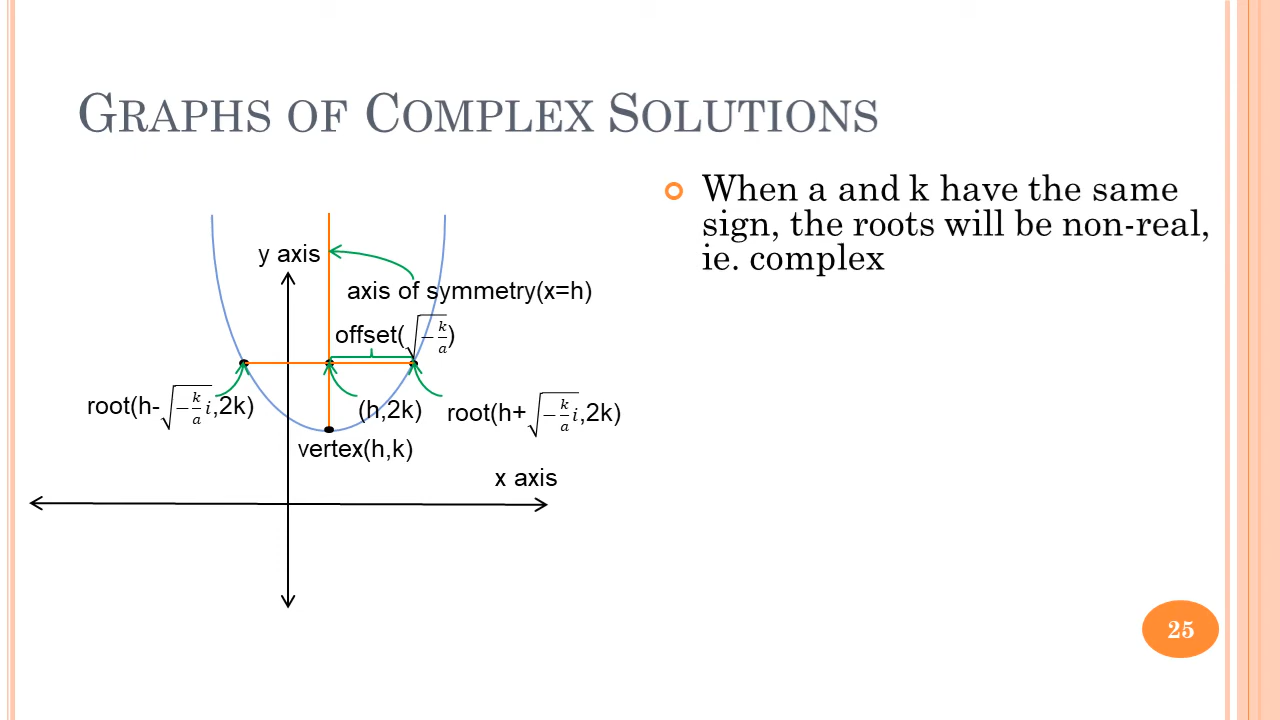 GRAPHS OF COMPLEX SOLUTIONS
When a and k have the same
sign, the roots will be non-real,
ie. complex
y axis
axis of symmetry(x=h)
offset(√−k/a)
root(h-√−k/a i,2k)
(h,2k)
root(h+√−k/a i,2k)
vertex(h,k)
x axis
25